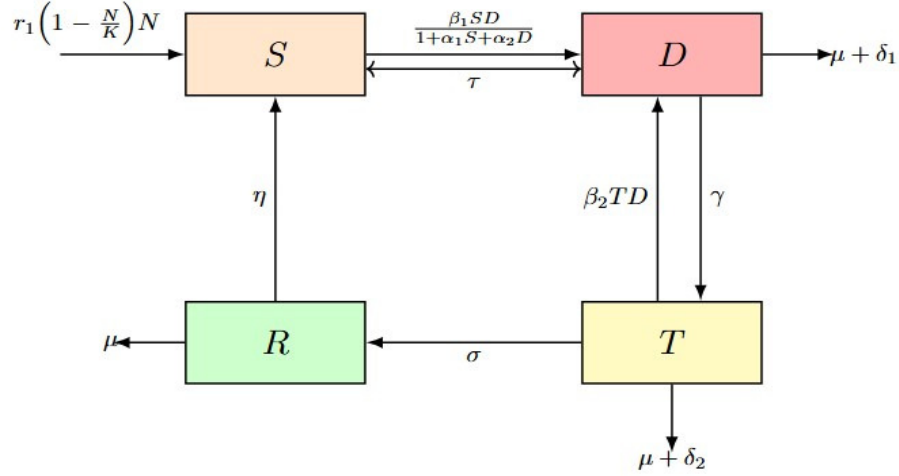 r₁(1 − N/K)N
S
β₁SD / 1+α₁S+α₂D
τ
D
μ + δ₁
η
β₂TD
γ
μ
R
σ
T
μ + δ₂